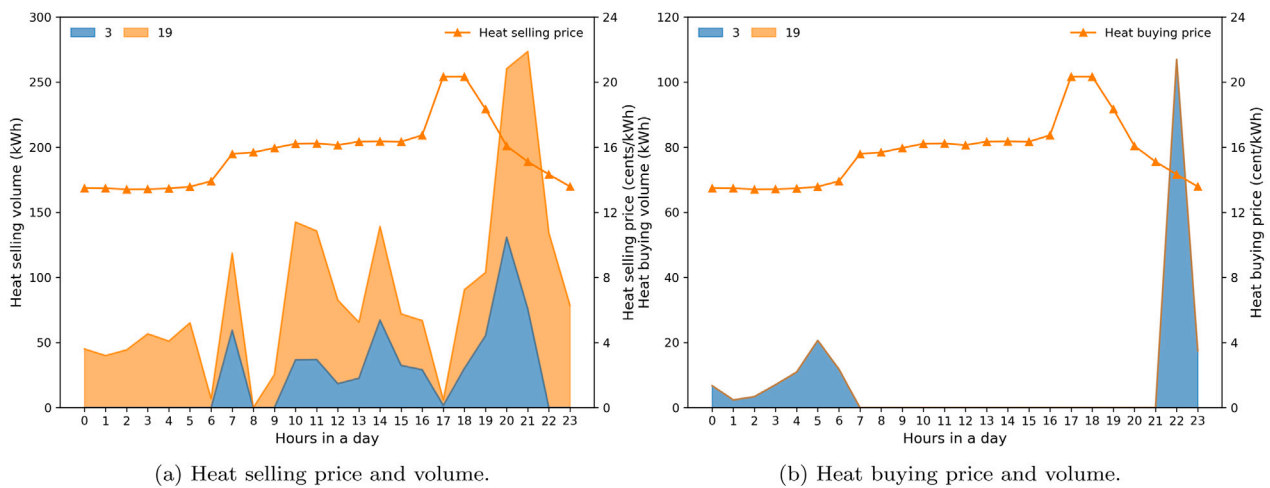 3 19 Heat selling price
300
250
200
150
100
50
0
Heat selling volume (kWh)
24
20
16
12
8
4
0
Heat selling price (cents/kWh)
0 1 2 3 4 5 6 7 8 9 10 11 12 13 14 15 16 17 18 19 20 21 22 23
Hours in a day
(a) Heat selling price and volume.
3 19 Heat buying price
120
100
80
60
40
20
0
Heat buying volume (kWh)
24
20
16
12
8
4
0
Heat buying price (cent/kWh)
0 1 2 3 4 5 6 7 8 9 10 11 12 13 14 15 16 17 18 19 20 21 22 23
Hours in a day
(b) Heat buying price and volume.